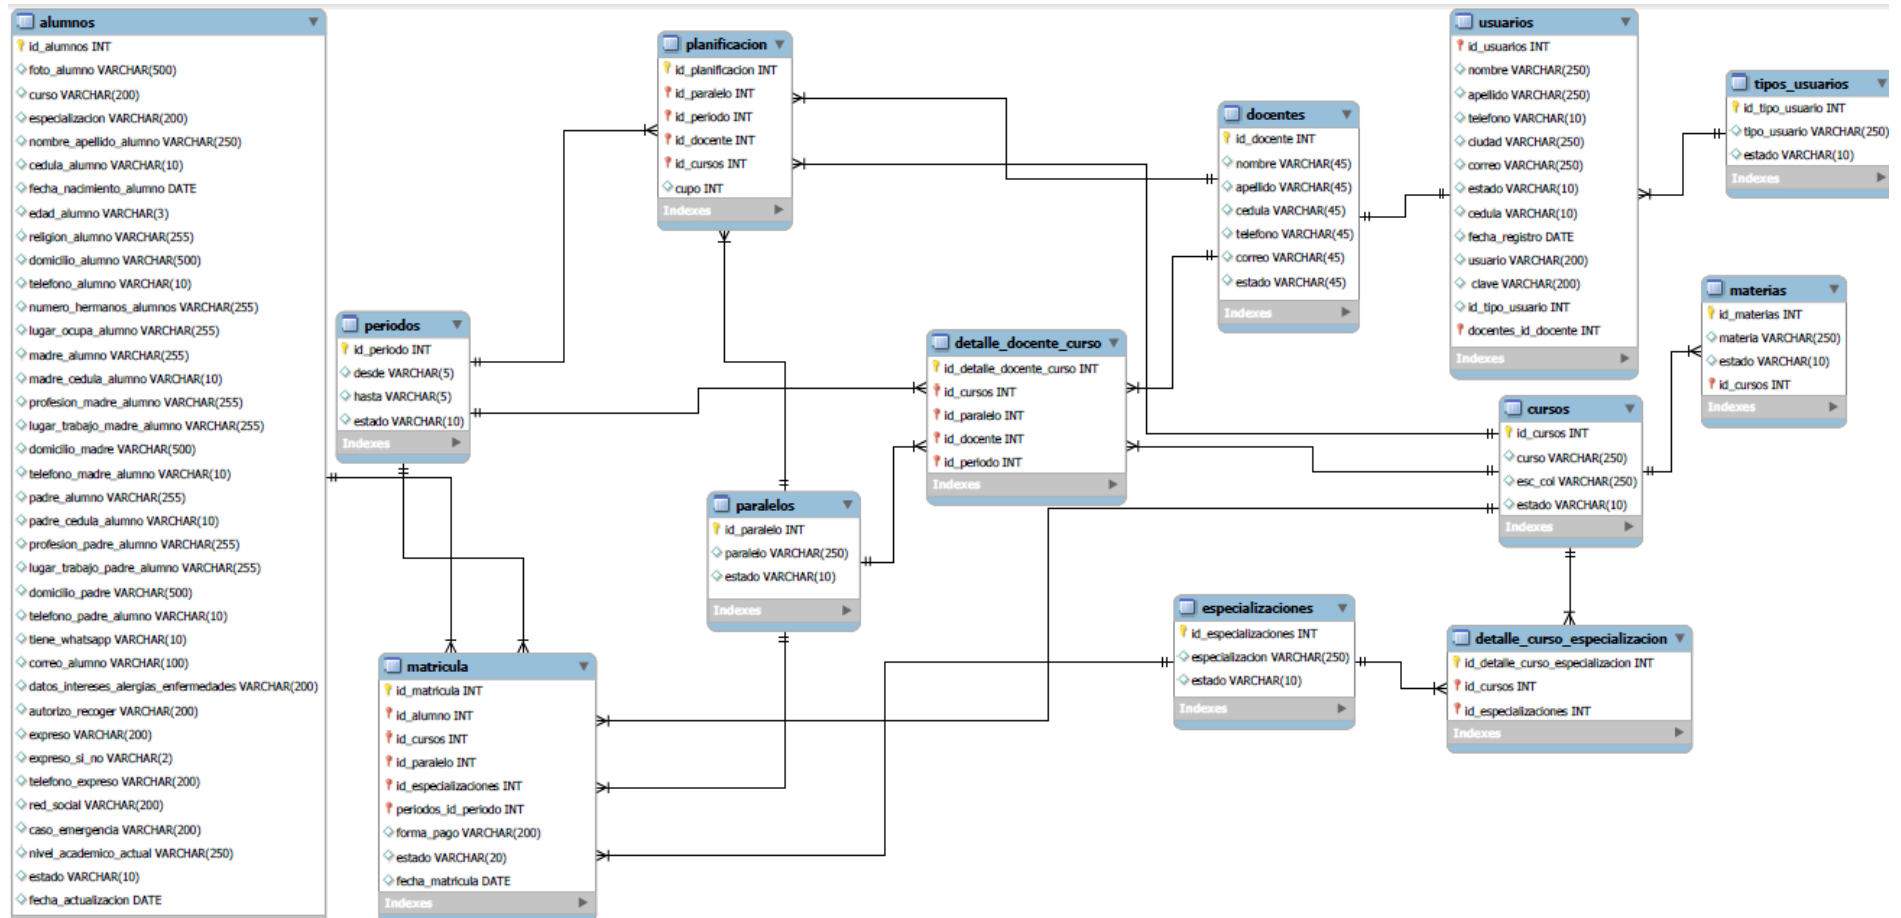 alumnos
id_alumnos INT
foto_alumno VARCHAR(500)
curso VARCHAR(200)
especializacion VARCHAR(200)
nombre_apellido_alumno VARCHAR(250)
cedula_alumno VARCHAR(10)
fecha_nacimiento_alumno DATE
edad_alumno VARCHAR(3)
religion_alumno VARCHAR(255)
domicilio_alumno VARCHAR(500)
telefono_alumno VARCHAR(10)
numero_hermanos_alumnos VARCHAR(255)
lugar_ocupa_alumno VARCHAR(255)
madre_alumno VARCHAR(255)
madre_cedula_alumno VARCHAR(10)
profesion_madre_alumno VARCHAR(255)
lugar_trabajo_madre_alumno VARCHAR(255)
domicilio_madre VARCHAR(500)
telefono_madre_alumno VARCHAR(10)
padre_alumno VARCHAR(255)
padre_cedula_alumno VARCHAR(10)
profesion_padre_alumno VARCHAR(255)
lugar_trabajo_padre_alumno VARCHAR(255)
domicilio_padre VARCHAR(500)
telefono_padre_alumno VARCHAR(10)
tiene_whatsapp VARCHAR(10)
correo_alumno VARCHAR(100)
datos_intereses_alergias_enfermedades VARCHAR(200)
autorizo_recoger VARCHAR(200)
expreso VARCHAR(200)
expreso_si_no VARCHAR(2)
telefono_expreso VARCHAR(200)
red_social VARCHAR(200)
caso_emergencia VARCHAR(200)
nivel_academico_actual VARCHAR(250)
estado VARCHAR(10)
fecha_actualizacion DATE
periodos
id_periodo INT
desde VARCHAR(5)
hasta VARCHAR(5)
estado VARCHAR(10)
Indexes
matricula
id_matricula INT
id_alumno INT
id_cursos INT
id_paralelo INT
id_especializaciones INT
periodos_id_periodo INT
forma_pago VARCHAR(200)
estado VARCHAR(20)
fecha_matricula DATE
Indexes
planificacion
id_planificacion INT
id_paralelo INT
id_periodo INT
id_docente INT
id_cursos INT
cupo INT
Indexes
paralelos
id_paralelo INT
paralelo VARCHAR(250)
estado VARCHAR(10)
Indexes
detalle_docente_curso
id_detalle_docente_curso INT
id_cursos INT
id_paralelo INT
id_docente INT
id_periodo INT
Indexes
docentes
id_docente INT
nombre VARCHAR(45)
apellido VARCHAR(45)
cedula VARCHAR(45)
telefono VARCHAR(45)
correo VARCHAR(45)
estado VARCHAR(45)
Indexes
especializaciones
id_especializaciones INT
especializacion VARCHAR(250)
estado VARCHAR(10)
Indexes
usuarios
id_usuarios INT
nombre VARCHAR(250)
apellido VARCHAR(250)
telefono VARCHAR(10)
ciudad VARCHAR(250)
correo VARCHAR(250)
estado VARCHAR(10)
cedula VARCHAR(10)
fecha_registro DATE
usuario VARCHAR(200)
clave VARCHAR(200)
id_tipo_usuario INT
docentes_id_docente INT
Indexes
cursos
id_cursos INT
curso VARCHAR(250)
esc_col VARCHAR(250)
estado VARCHAR(10)
Indexes
detalle_curso_especializacion
id_detalle_curso_especializacion INT
id_cursos INT
id_especializaciones INT
Indexes
tipos_usuarios
id_tipo_usuario INT
tipo_usuario VARCHAR(250)
estado VARCHAR(10)
Indexes
materias
id_materias INT
materia VARCHAR(250)
estado VARCHAR(10)
id_cursos INT
Indexes